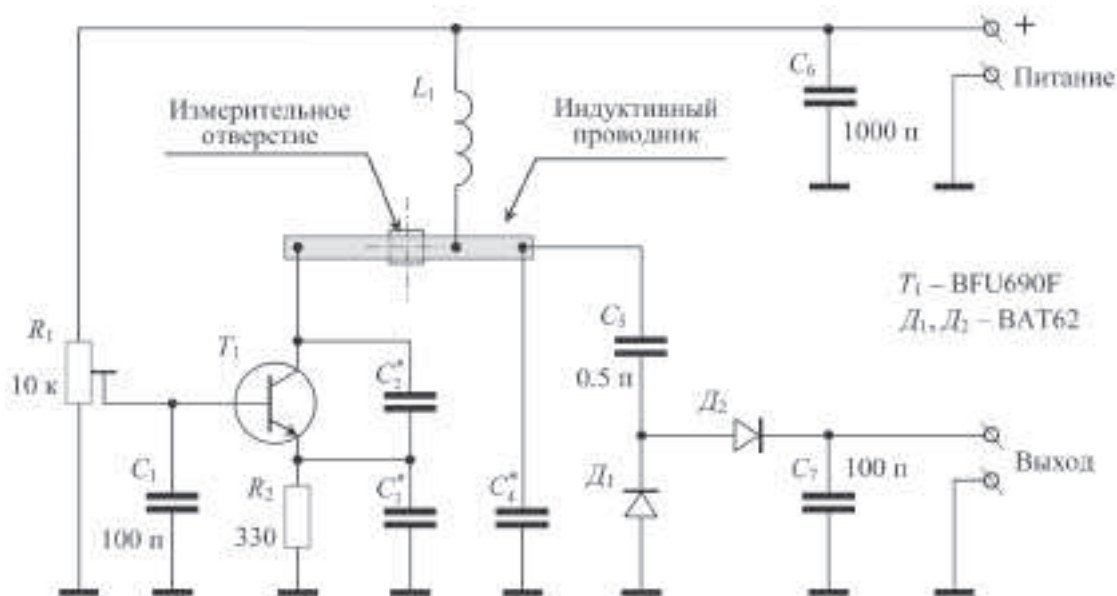 +
C₆
Питание
L₁
Измерительное
отверстие
Индуктивный
проводник
1000 п
T₁ – BFU690F
Д₁, Д₂ – BAT62
R₁
T₁
C₅
10 к
C₂*
0.5 п
Д₂
C₁
R₂
C₃*
C₄*
Д₁
C₇
100 п
Выход
100 п
330